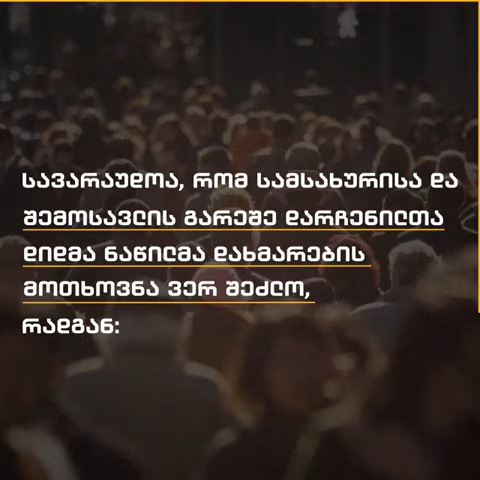 სავარაუდოა, რომ სამსახურისა და
შემოსავლის გარეშე დარჩენილთა
დიდმა ნაწილმა დახმარების
მოთხოვნა ვერ შეძლო,
რადგან: